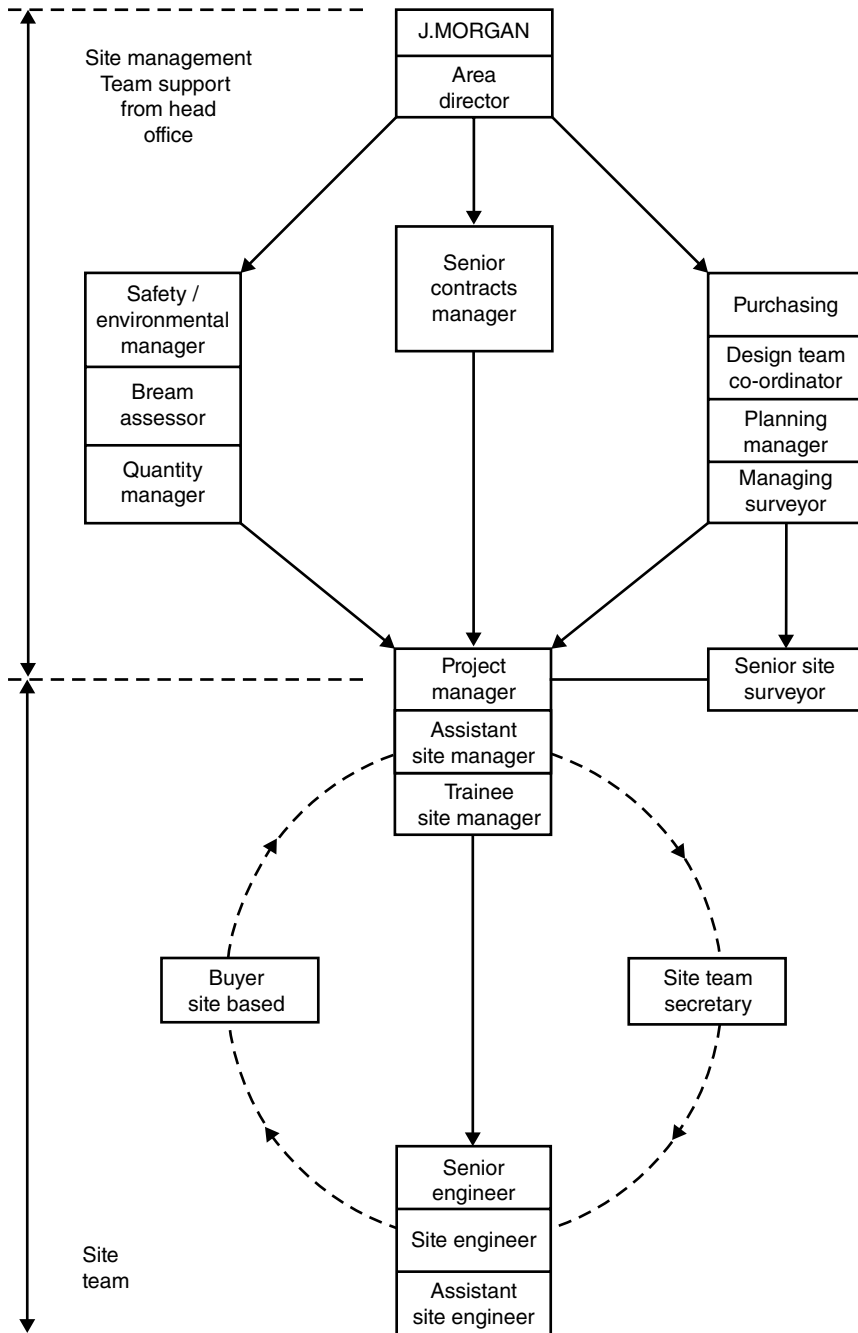 J.MORGAN
Area
director
Site management
Team support
from head
office
Safety /
environmental
manager
Bream
assessor
Quantity
manager
Senior
contracts
manager
Purchasing
Design team
co-ordinator
Planning
manager
Managing
surveyor
Project
manager
Assistant
site manager
Trainee
site manager
Senior site
surveyor
Buyer
site based
Site team
secretary
Senior
engineer
Site engineer
Assistant
site engineer
Site
team